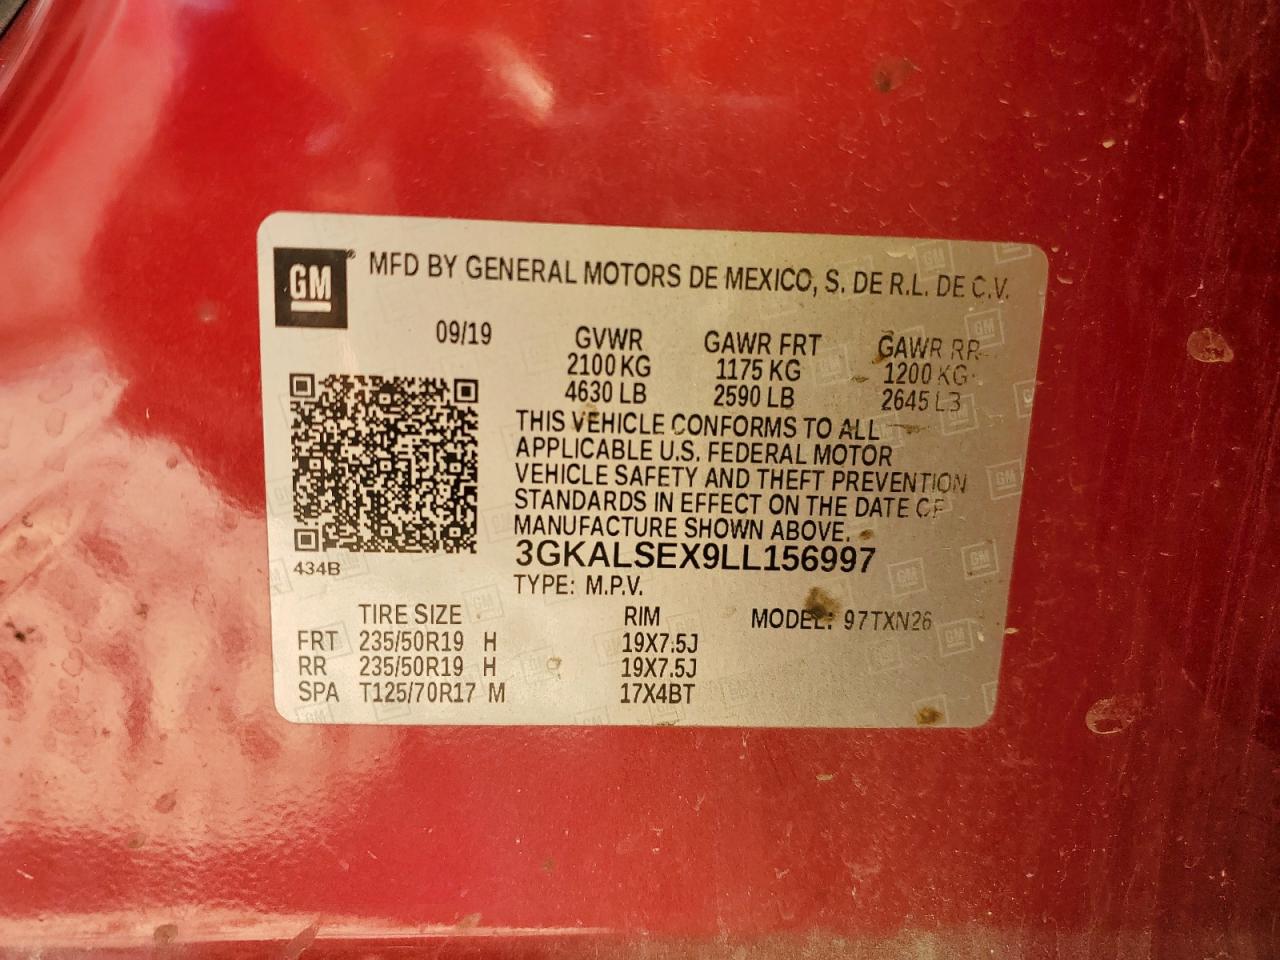 GM® MFD BY GENERAL MOTORS DE MEXICO, S. DE R.L. DE C.V.
09/19 GVWR GAWR FRT GAWR RR
2100 KG 1175 KG 1200 KG
4630 LB 2590 LB 2645 LB
THIS VEHICLE CONFORMS TO ALL
APPLICABLE U.S. FEDERAL MOTOR
VEHICLE SAFETY AND THEFT PREVENTION
STANDARDS IN EFFECT ON THE DATE OF
MANUFACTURE SHOWN ABOVE.
434B 3GKALSEX9LL156997
TYPE: M.P.V.
TIRE SIZE RIM MODEL: 97TXN26
FRT 235/50R19 H 19X7.5J
RR 235/50R19 H 19X7.5J
SPA T125/70R17 M 17X4BT